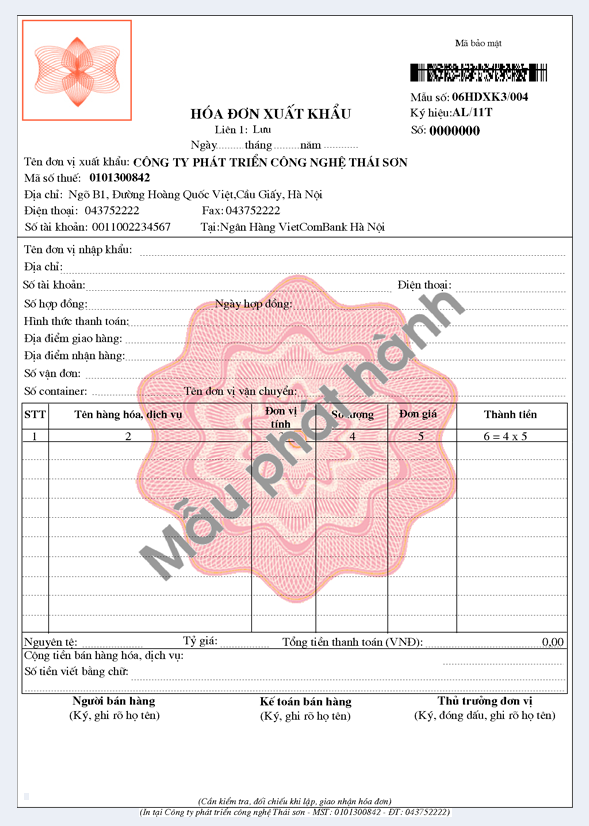 Mã bảo mật
Mẫu số: 06HDXK3/004
HÓA ĐƠN XUẤT KHẨU Ký hiệu: AL/11T
Liên 1: Lưu Số: 0000000
Ngày.........tháng .........năm ............
Tên đơn vị xuất khẩu: CÔNG TY PHÁT TRIỂN CÔNG NGHỆ THÁI SƠN
Mã số thuế: 0101300842
Địa chỉ: Ngõ B1, Đường Hoàng Quốc Việt,Cầu Giấy, Hà Nội
Điện thoại: 043752222 Fax: 043752222
Số tài khoản: 0011002234567 Tại:Ngân Hàng VietComBank Hà Nội
Tên đơn vị nhập khẩu:
Địa chỉ:
Số tài khoản: Điện thoại:
Số hợp đồng: Ngày hợp đồng:
Hình thức thanh toán:
Địa điểm giao hàng:
Địa điểm nhận hàng:
Số vận đơn:
Số container: Tên đơn vị vận chuyển:
STT Tên hàng hóa, dịch vụ Đơn vị tính Số lượng Đơn giá Thành tiền
1 2 4 5 6 = 4 x 5
Mẫu phát hành
Nguyên tệ: Tỷ giá: Tổng tiền thanh toán (VNĐ): 0,00
Cộng tiền bán hàng hóa, dịch vụ:
Số tiền viết bằng chữ:
Người bán hàng Kế toán bán hàng Thủ trưởng đơn vị
(Ký, ghi rõ họ tên) (Ký, ghi rõ họ tên) (Ký, đóng dấu, ghi rõ họ tên)
(Cần kiểm tra, đối chiếu khi lập, giao nhận hóa đơn)
(In tại Công ty phát triển công nghệ Thái sơn - MST: 0101300842 - ĐT: 043752222)